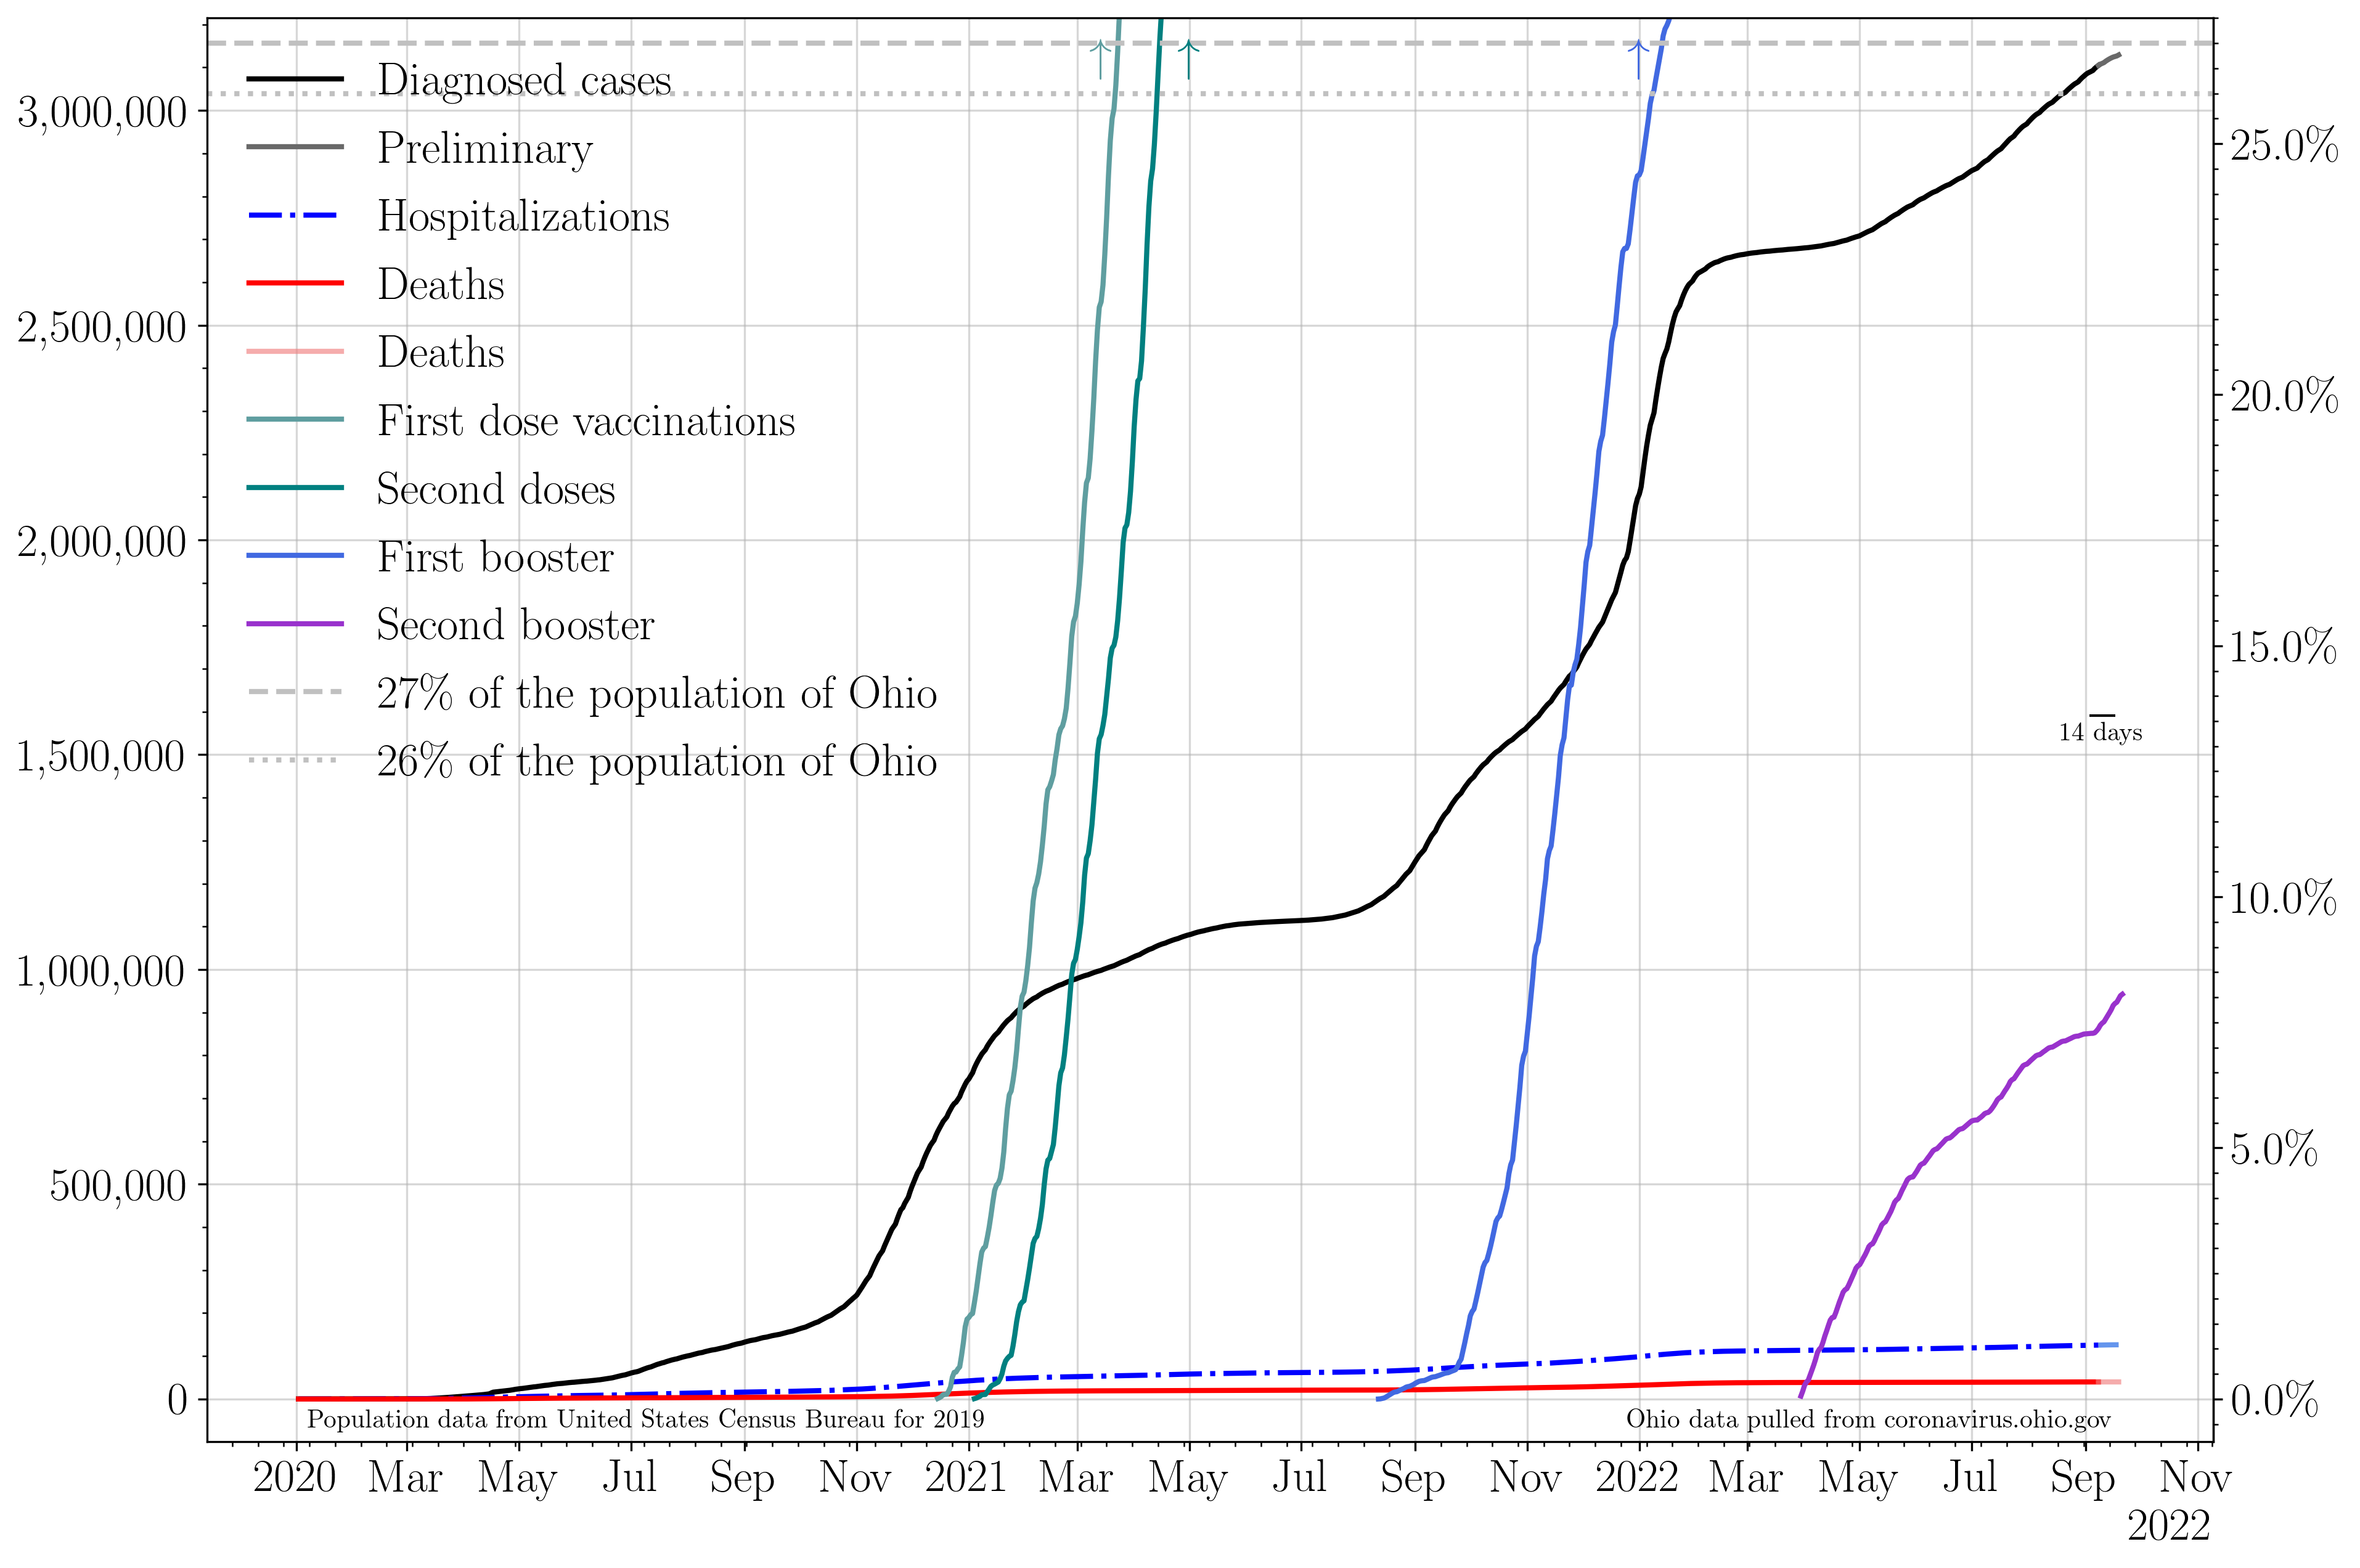 Diagnosed cases
Preliminary
Hospitalizations
Deaths
Deaths
First dose vaccinations
Second doses
First booster
Second booster
27% of the population of Ohio
26% of the population of Ohio
3,000,000
2,500,000
2,000,000
1,500,000
1,000,000
500,000
0
25.0%
20.0%
15.0%
10.0%
5.0%
0.0%
14 days
Population data from United States Census Bureau for 2019
Ohio data pulled from coronavirus.ohio.gov
2020 Mar May Jul Sep Nov 2021 Mar May Jul Sep Nov 2022 Mar May Jul Sep Nov
2022